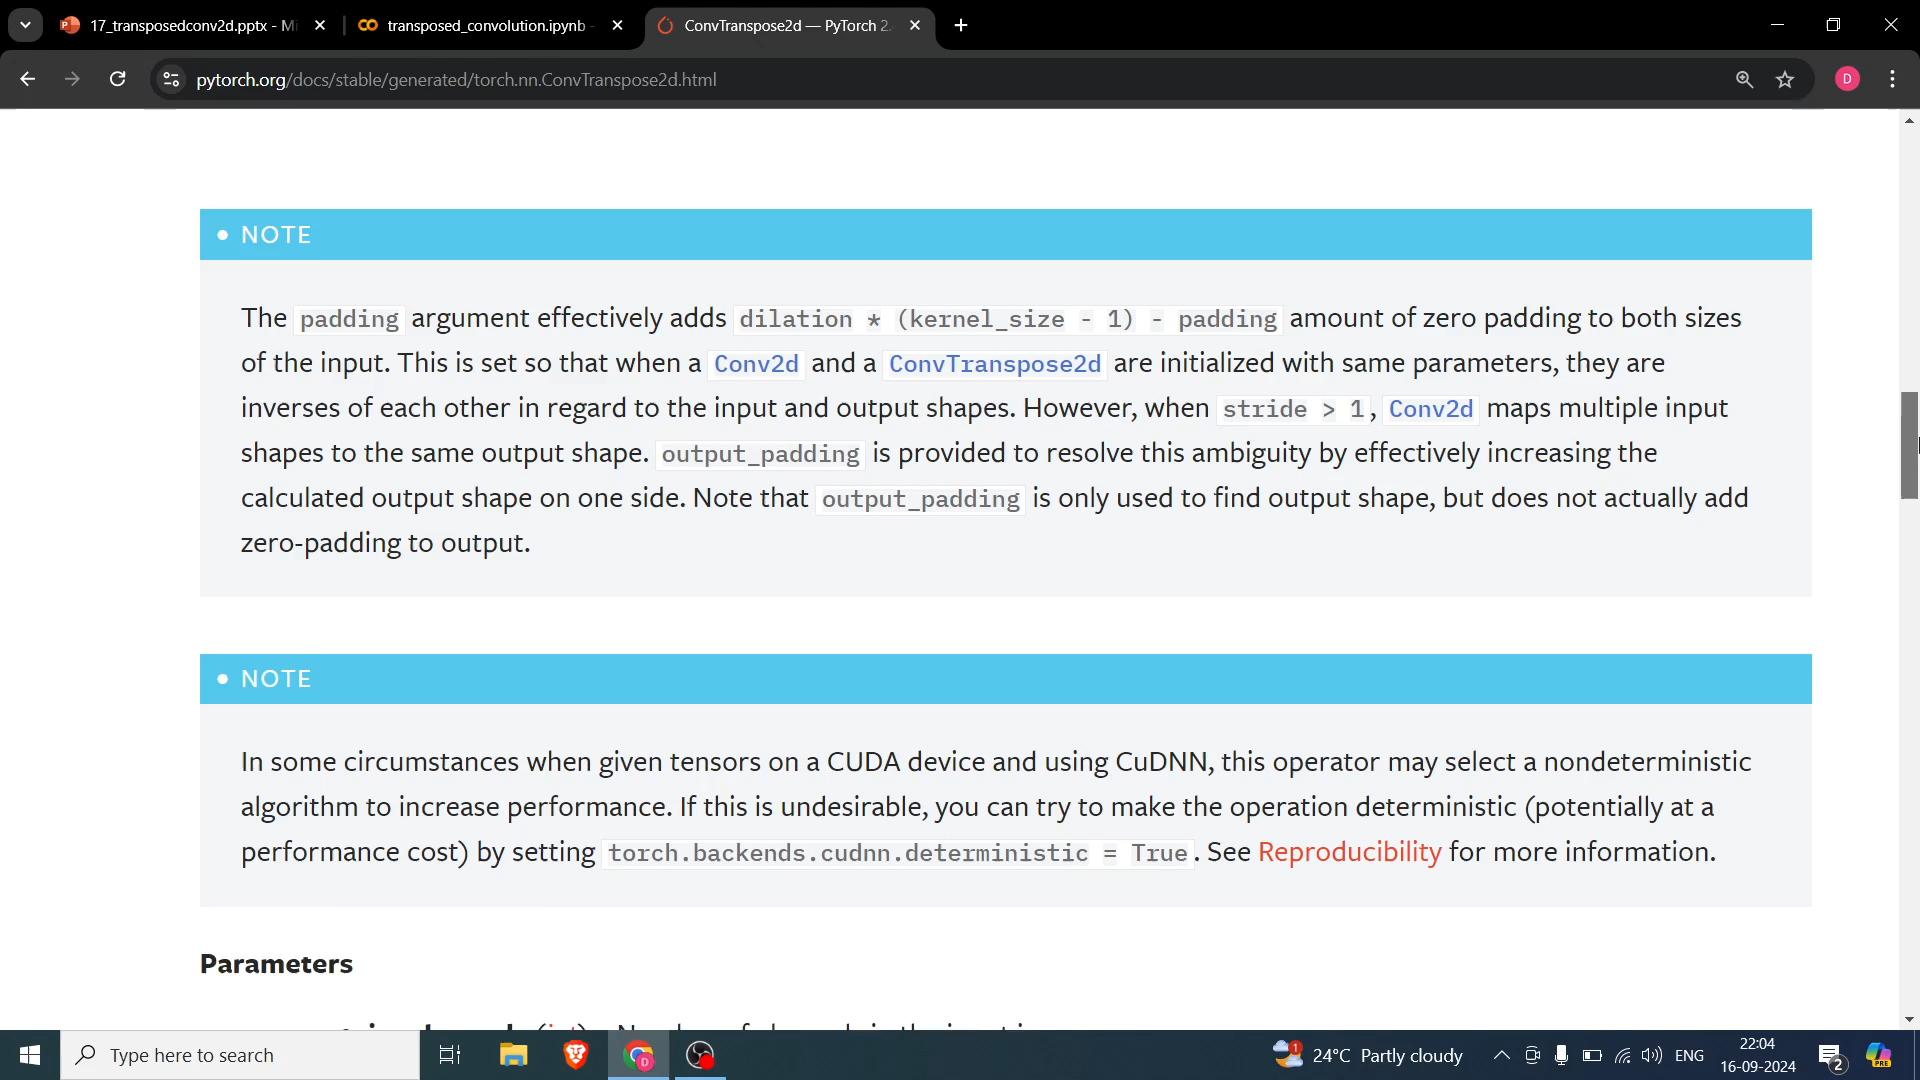 17_transposedconv2d.pptx - Mi
transposed_convolution.ipynb -
ConvTranspose2d — PyTorch 2.
pytorch.org/docs/stable/generated/torch.nn.ConvTranspose2d.html
D
NOTE
The padding argument effectively adds dilation * (kernel_size - 1) - padding amount of zero padding to both sizes
of the input. This is set so that when a Conv2d and a ConvTranspose2d are initialized with same parameters, they are
inverses of each other in regard to the input and output shapes. However, when stride > 1, Conv2d maps multiple input
shapes to the same output shape. output_padding is provided to resolve this ambiguity by effectively increasing the
calculated output shape on one side. Note that output_padding is only used to find output shape, but does not actually add
zero-padding to output.
NOTE
In some circumstances when given tensors on a CUDA device and using CuDNN, this operator may select a nondeterministic
algorithm to increase performance. If this is undesirable, you can try to make the operation deterministic (potentially at a
performance cost) by setting torch.backends.cudnn.deterministic = True. See Reproducibility for more information.
Parameters
Type here to search
D
1
24°C Partly cloudy
ENG
22:04
16-09-2024
2
PRE